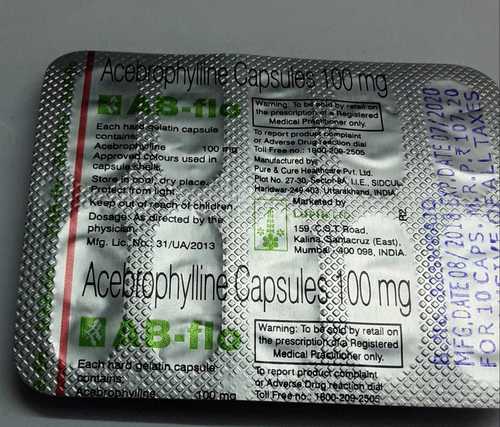 Acebrophylline Capsules 100 mg
AB-flo
Each hard gelatin capsule
contains:
Acebrophylline 100 mg
Approved colours used in
capsule shells.
Store in cool, dry place.
Protect from light.
Keep out of reach of children.
Dosage: As directed by the
physician.
Mfg. Lic. No.: 31/UA/2013
Warning: To be sold by retail on
the prescription of a Registered
Medical Practitioner only.
To report product complaint
or Adverse Drug reaction dial
Toll Free no.: 1800-209-2505
Manufactured by:
Pure & Cure Healthcare Pvt. Ltd.
Plot No. 27-30, Sector-8A, I.I.E., SIDCUL,
Haridwar-249 403, Uttarakhand, INDIA.
Marketed by
159, C.S.T. Road,
Kalina, Santacruz (East),
Mumbai - 400 098, INDIA.
RZ
MFG.DATE 08/2018
FOR 10 CAPS.
Acebrophylline Capsules 100 mg
AB-flo
Each hard gelatin capsule
contains:
Acebrophylline 100 mg
Warning: To be sold by retail on
the prescription of a Registered
Medical Practitioner only.
To report product complaint
or Adverse Drug reaction dial
Toll Free no.: 1800-209-2505